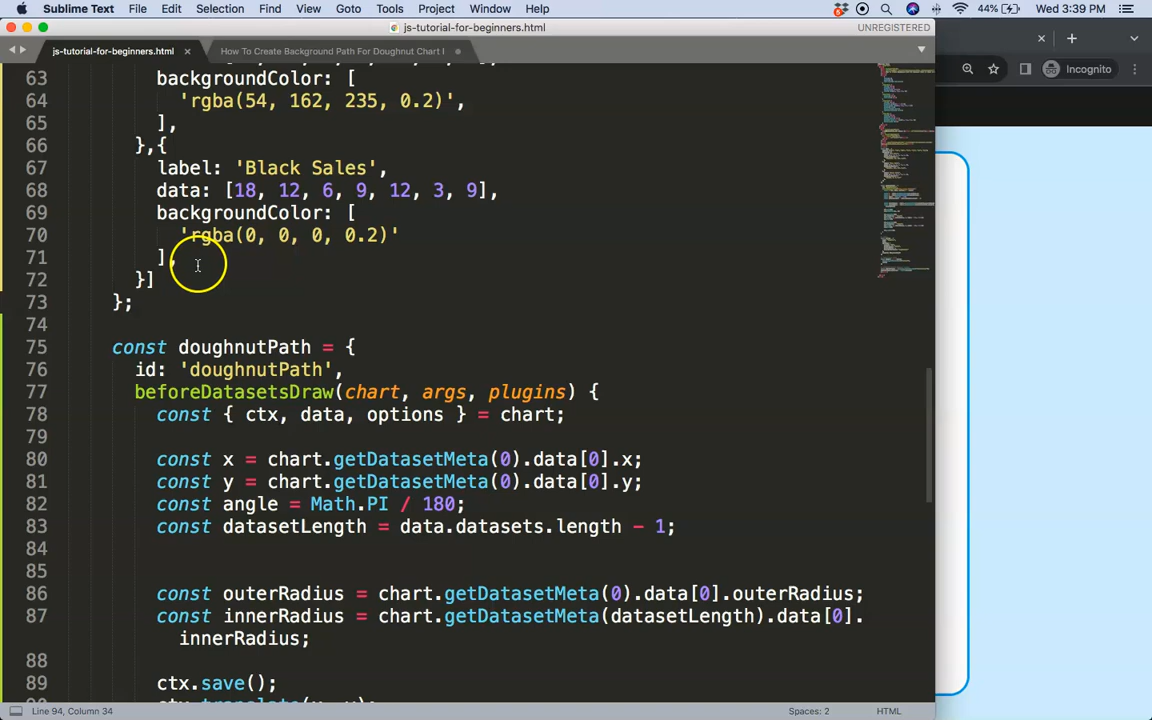 Sublime Text File Edit Selection Find View Goto Tools Project Window Help 44% Wed 3:39 PM
js-tutorial-for-beginners.html UNREGISTERED
js-tutorial-for-beginners.html × How To Create Background Path For Doughnut Chart I
Incognito
63 backgroundColor: [
64 'rgba(54, 162, 235, 0.2)',
65 ],
66 },{
67 label: 'Black Sales',
68 data: [18, 12, 6, 9, 12, 3, 9],
69 backgroundColor: [
70 'rgba(0, 0, 0, 0.2)'
71 ],
72 }]
73 };
74
75 const doughnutPath = {
76 id: 'doughnutPath',
77 beforeDatasetsDraw(chart, args, plugins) {
78 const { ctx, data, options } = chart;
79
80 const x = chart.getDatasetMeta(0).data[0].x;
81 const y = chart.getDatasetMeta(0).data[0].y;
82 const angle = Math.PI / 180;
83 const datasetLength = data.datasets.length - 1;
84
85
86 const outerRadius = chart.getDatasetMeta(0).data[0].outerRadius;
87 const innerRadius = chart.getDatasetMeta(datasetLength).data[0].
innerRadius;
88
89 ctx.save();
Line 94, Column 34 Spaces: 2 HTML